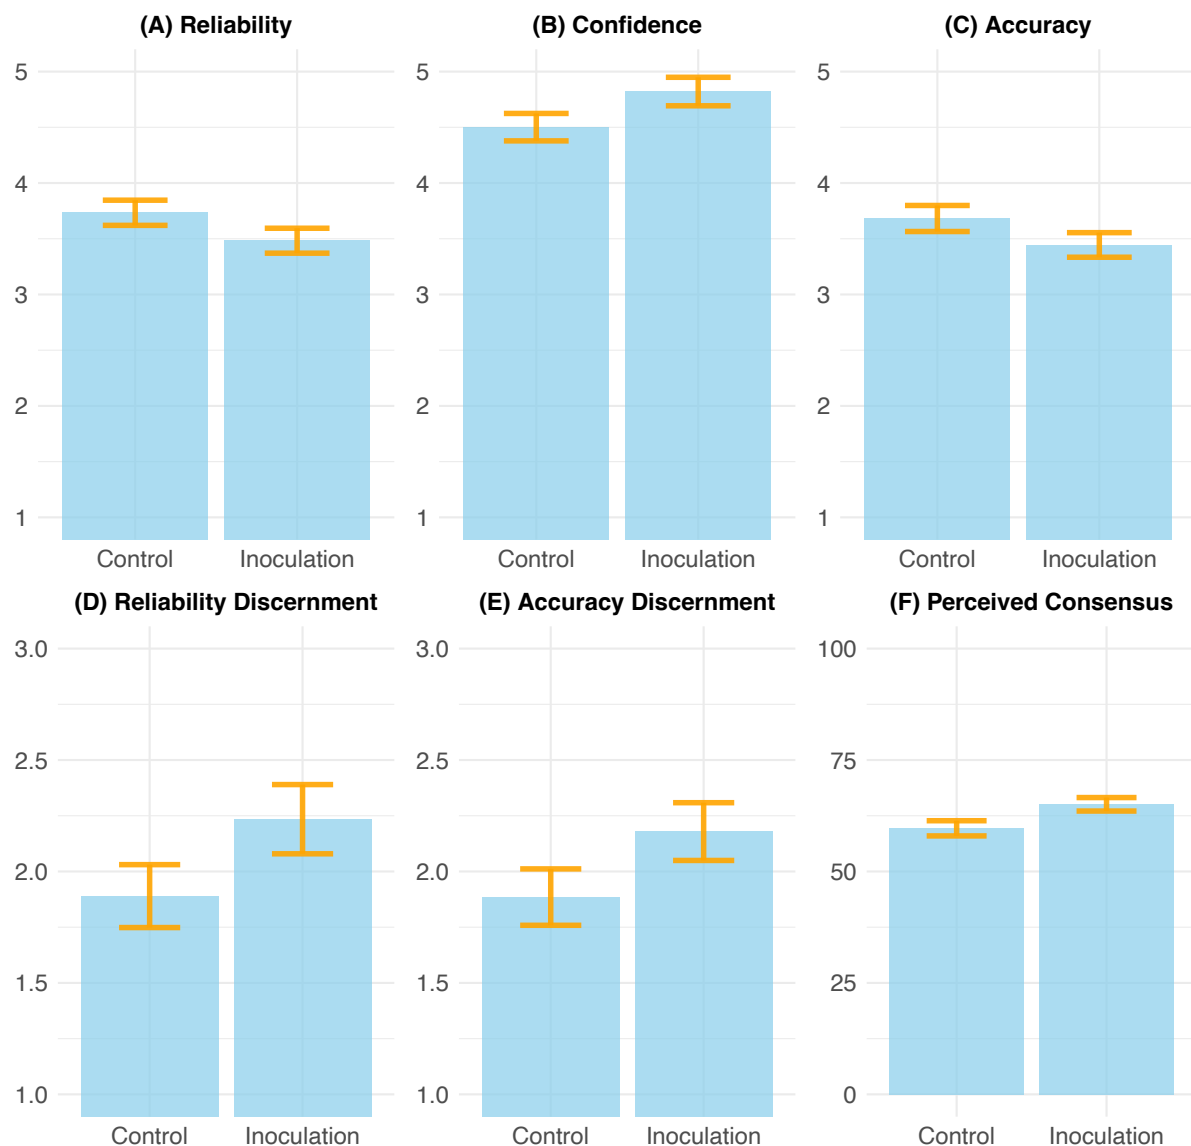 (A) Reliability
(B) Confidence
(C) Accuracy
5
4
3
2
1
Control Inoculation
5
4
3
2
1
Control Inoculation
5
4
3
2
1
Control Inoculation
(D) Reliability Discernment
(E) Accuracy Discernment
(F) Perceived Consensus
3.0
2.5
2.0
1.5
1.0
Control Inoculation
3.0
2.5
2.0
1.5
1.0
Control Inoculation
100
75
50
25
0
Control Inoculation